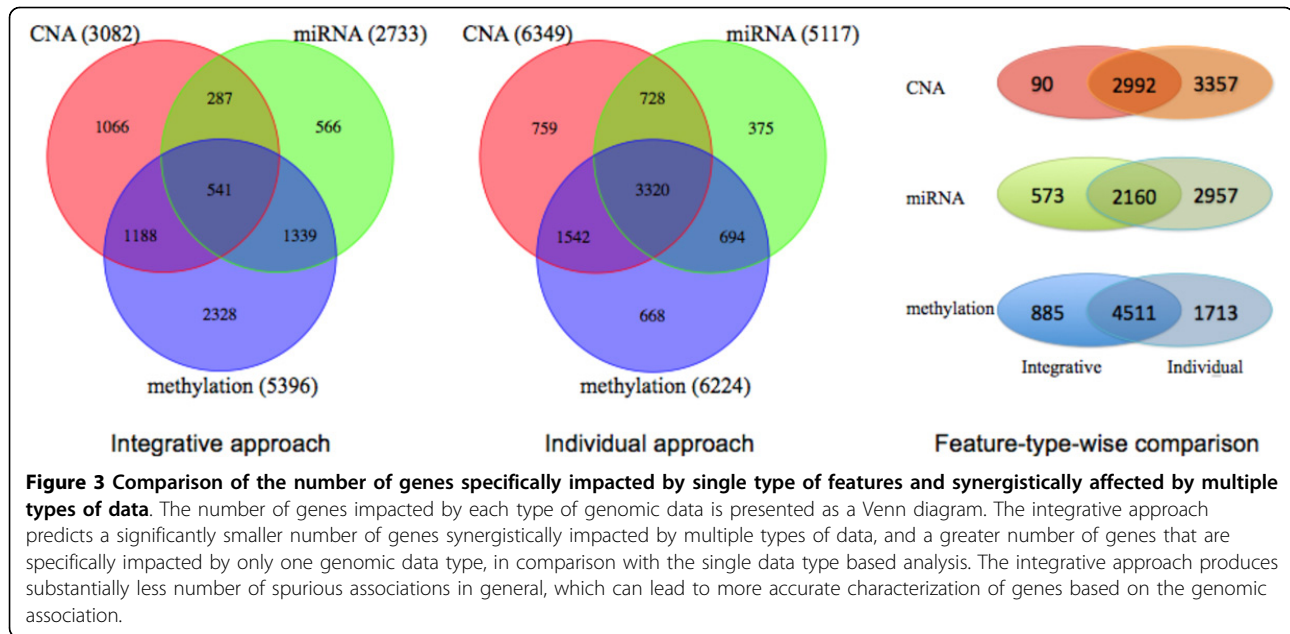 CNA (3082)
miRNA (2733)
287
1066
566
541
1188
1339
2328
methylation (5396)
Integrative approach
CNA (6349)
miRNA (5117)
728
759
375
3320
1542
694
668
methylation (6224)
Individual approach
CNA
90
2992
3357
miRNA
573
2160
2957
methylation
885
4511
1713
Integrative
Individual
Feature-type-wise comparison
Figure 3 Comparison of the number of genes specifically impacted by single type of features and synergistically affected by multiple
types of data. The number of genes impacted by each type of genomic data is presented as a Venn diagram. The integrative approach
predicts a significantly smaller number of genes synergistically impacted by multiple types of data, and a greater number of genes that are
specifically impacted by only one genomic data type, in comparison with the single data type based analysis. The integrative approach produces
substantially less number of spurious associations in general, which can lead to more accurate characterization of genes based on the genomic
association.